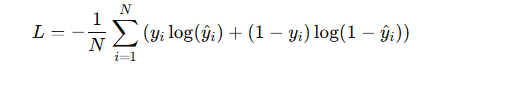 L = -\frac{1}{N} \sum_{i=1}^{N} (y_i \log(\hat{y}_i) + (1 - y_i) \log(1 - \hat{y}_i))